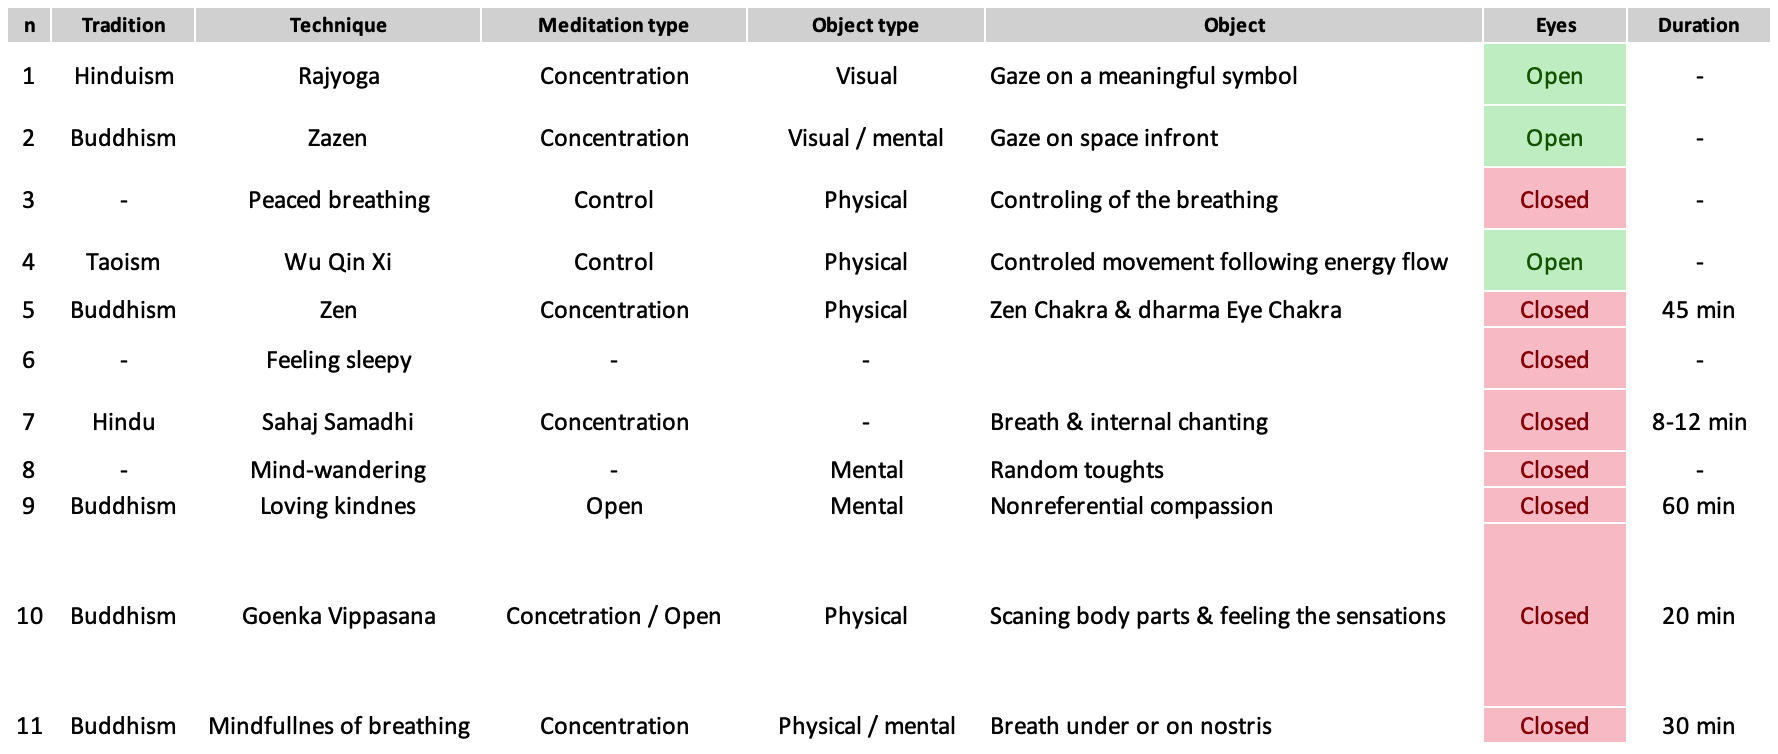 n Tradition Technique Meditation type Object type Object Eyes Duration
1 Hinduism Rajyoga Concentration Visual Gaze on a meaningful symbol Open -
2 Buddhism Zazen Concentration Visual / mental Gaze on space infront Open -
3 - Peaced breathing Control Physical Controling of the breathing Closed -
4 Taoism Wu Qin Xi Control Physical Controled movement following energy flow Open -
5 Buddhism Zen Concentration Physical Zen Chakra & dharma Eye Chakra Closed 45 min
6 - Feeling sleepy - - Closed -
7 Hindu Sahaj Samadhi Concentration - Breath & internal chanting Closed 8-12 min
8 - Mind-wandering - Mental Random toughts Closed -
9 Buddhism Loving kindnes Open Mental Nonreferential compassion Closed 60 min
10 Buddhism Goenka Vippasana Concetration / Open Physical Scaning body parts & feeling the sensations Closed 20 min
11 Buddhism Mindfullnes of breathing Concentration Physical / mental Breath under or on nostris Closed 30 min